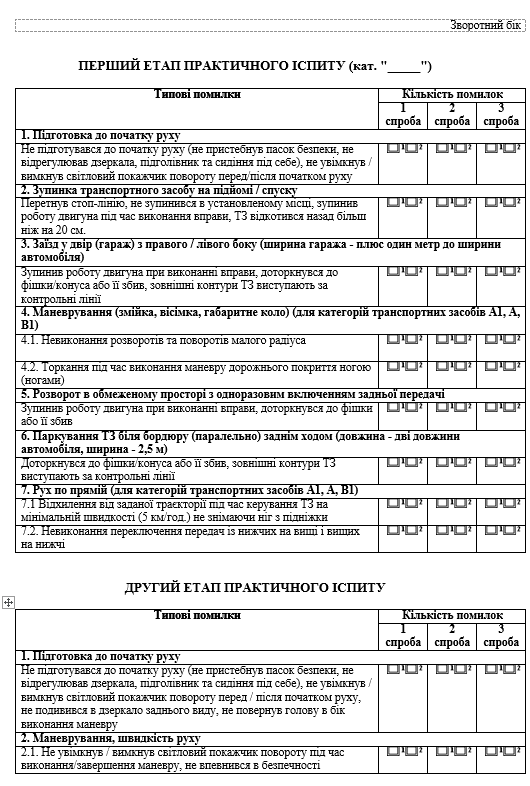 Зворотний бік
ПЕРШИЙ ЕТАП ПРАКТИЧНОГО ІСПИТУ (кат. "_____")
Типові помилки
Кількість помилок
1 спроба
2 спроба
3 спроба
1. Підготовка до початку руху
Не підготувався до початку руху (не пристебнув пасок безпеки, не
відрегулював дзеркала, підголівник та сидіння під себе), не увімкнув /
вимкнув світловий покажчик повороту перед/після початком руху
1 2 1 2 1 2
2. Зупинка транспортного засобу на підйомі / спуску
Перетнув стоп-лінію, не зупинився в установленому місці, зупинив
роботу двигуна під час виконання вправи, ТЗ відкотився назад більш
ніж на 20 см.
1 2 1 2 1 2
3. Заїзд у двір (гараж) з правого / лівого боку (ширина гаража - плюс один метр до ширини
автомобіля)
Зупинив роботу двигуна при виконанні вправи, доторкнувся до
фішки/конуса або її збив, зовнішні контури ТЗ виступають за
контрольні лінії
1 2 1 2 1 2
4. Маневрування (змійка, вісімка, габаритне коло) (для категорій транспортних засобів А1, А,
В1)
4.1. Невиконання розворотів та поворотів малого радіуса
1 2 1 2 1 2
4.2. Торкання під час виконання маневру дорожнього покриття ногою
(ногами)
1 2 1 2 1 2
5. Розворот в обмеженому просторі з одноразовим включенням задньої передачі
Зупинив роботу двигуна при виконанні вправи, доторкнувся до фішки
або її збив
1 2 1 2 1 2
6. Паркування ТЗ біля бордюру (паралельно) заднім ходом (довжина - дві довжини
автомобіля, ширина - 2,5 м)
Доторкнувся до фішки/конуса або її збив, зовнішні контури ТЗ
виступають за контрольні лінії
1 2 1 2 1 2
7. Рух по прямій (для категорій транспортних засобів А1, А, В1)
7.1 Відхилення від заданої траєкторії під час керування ТЗ на
мінімальній швидкості (5 км/год.) не знімаючи ніг з підніжки
1 2 1 2 1 2
7.2. Невиконання переключення передач із нижчих на вищі і вищих
на нижчі
1 2 1 2 1 2
ДРУГИЙ ЕТАП ПРАКТИЧНОГО ІСПИТУ
Типові помилки
Кількість помилок
1 спроба
2 спроба
3 спроба
1. Підготовка до початку руху
Не підготувався до початку руху (не пристебнув пасок безпеки, не
відрегулював дзеркала, підголівник та сидіння під себе), не увімкнув /
вимкнув світловий покажчик повороту перед / після початком руху,
не подивився в дзеркало заднього виду, не повернув голову в бік
виконання маневру
1 2 1 2 1 2
2. Маневрування, швидкість руху
2.1. Не увімкнув / вимкнув світловий покажчик повороту під час
виконання/завершення маневру, не впевнився в безпечності
1 2 1 2 1 2